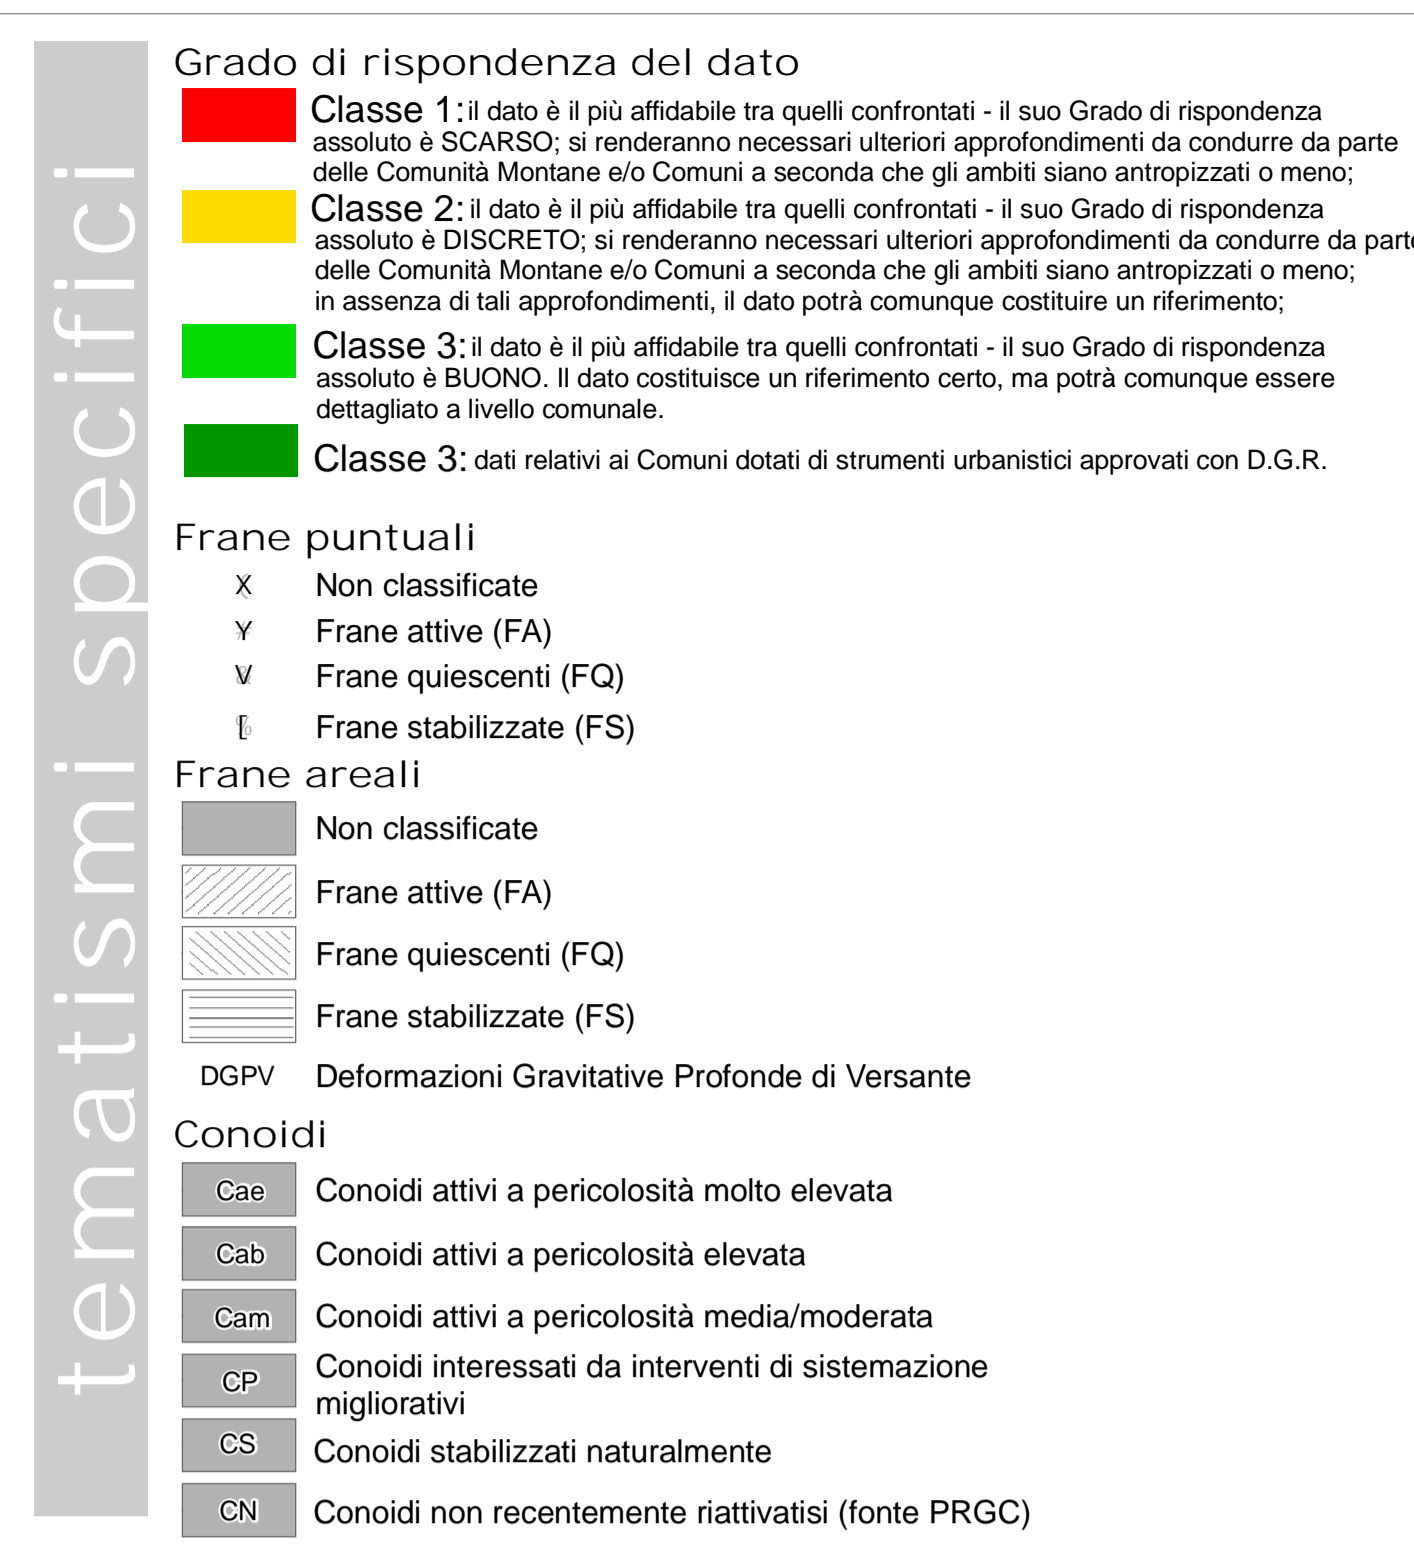 tematismi specifici
Grado di rispondenza del dato
Classe 1: il dato è il più affidabile tra quelli confrontati - il suo Grado di rispondenza
assoluto è SCARSO; si renderanno necessari ulteriori approfondimenti da condurre da parte
delle Comunità Montane e/o Comuni a seconda che gli ambiti siano antropizzati o meno;
Classe 2: il dato è il più affidabile tra quelli confrontati - il suo Grado di rispondenza
assoluto è DISCRETO; si renderanno necessari ulteriori approfondimenti da condurre da parte
delle Comunità Montane e/o Comuni a seconda che gli ambiti siano antropizzati o meno;
in assenza di tali approfondimenti, il dato potrà comunque costituire un riferimento;
Classe 3: il dato è il più affidabile tra quelli confrontati - il suo Grado di rispondenza
assoluto è BUONO. Il dato costituisce un riferimento certo, ma potrà comunque essere
dettagliato a livello comunale.
Classe 3: dati relativi ai Comuni dotati di strumenti urbanistici approvati con D.G.R.
Frane puntuali
X Non classificate
Y Frane attive (FA)
V Frane quiescenti (FQ)
[ Frane stabilizzate (FS)
Frane areali
Non classificate
Frane attive (FA)
Frane quiescenti (FQ)
Frane stabilizzate (FS)
DGPV Deformazioni Gravitative Profonde di Versante
Conoidi
Cae Conoidi attivi a pericolosità molto elevata
Cab Conoidi attivi a pericolosità elevata
Cam Conoidi attivi a pericolosità media/moderata
CP Conoidi interessati da interventi di sistemazione
migliorativi
CS Conoidi stabilizzati naturalmente
CN Conoidi non recentemente riattivatisi (fonte PRGC)